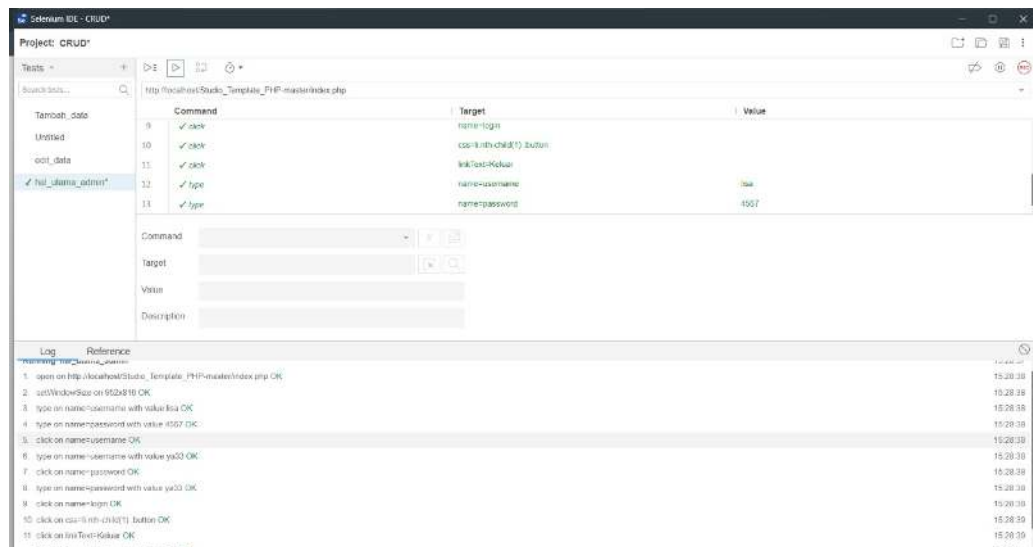 Selenium IDE - CRUD*
Project: CRUD*
Tests
http://localhost/Studio_Template_PHP-master/index.php
Search tests...
Command Target Value
Tambah_data
Untitled
edit_data
✓ hal_utama_admin*
9 ✓ click name=login
10 ✓ click css=li:nth-child(1) .button
11 ✓ click linkText=Keluar
12 ✓ type name=username lisa
13 ✓ type name=password 4557
Command
Target
Value
Description
Log Reference
Running 'hal_utama_admin'
1. open on http://localhost/Studio_Template_PHP-master/index.php OK 15:28:38
2. setWindowSize on 952x816 OK 15:28:38
3. type on name=username with value lisa OK 15:28:38
4. type on name=password with value 4557 OK 15:28:38
5. click on name=username OK 15:28:38
6. type on name=username with value ya33 OK 15:28:38
7. click on name=password OK 15:28:38
8. type on name=password with value ya33 OK 15:28:38
9. click on name=login OK 15:28:38
10. click on css=li:nth-child(1) .button OK 15:28:39
11. click on linkText=Keluar OK 15:28:39